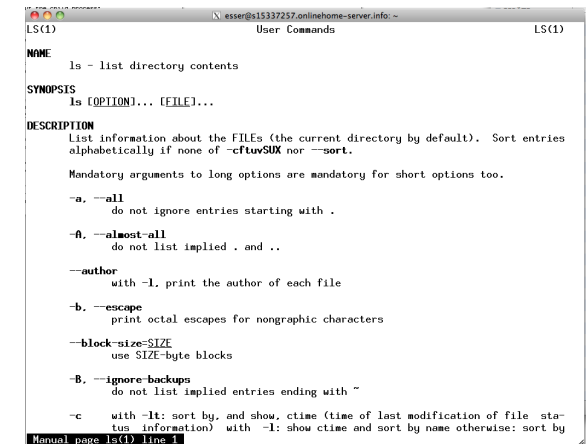 esser@s15337257.onlinehome-server.info: ~
LS(1) User Commands LS(1)
NAME
ls - list directory contents
SYNOPSIS
ls [OPTION]... [FILE]...
DESCRIPTION
List information about the FILEs (the current directory by default). Sort entries
alphabetically if none of -cftuvSUX nor --sort.
Mandatory arguments to long options are mandatory for short options too.
-a, --all
do not ignore entries starting with .
-A, --almost-all
do not list implied . and ..
--author
with -l, print the author of each file
-b, --escape
print octal escapes for nongraphic characters
--block-size=SIZE
use SIZE-byte blocks
-B, --ignore-backups
do not list implied entries ending with ~
-c with -lt: sort by, and show, ctime (time of last modification of file sta-
tus information) with -l: show ctime and sort by name otherwise: sort by
Manual page ls(1) line 1